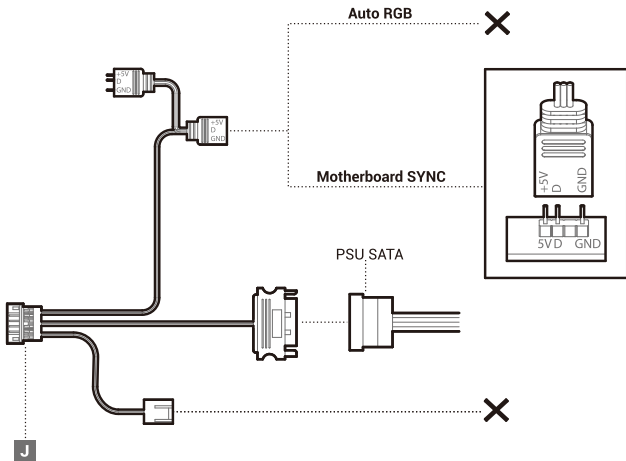 Auto RGB
+5V
D
GND
+5V
D
GND
Motherboard SYNC
+5V
D
GND
5V D GND
PSU SATA
J